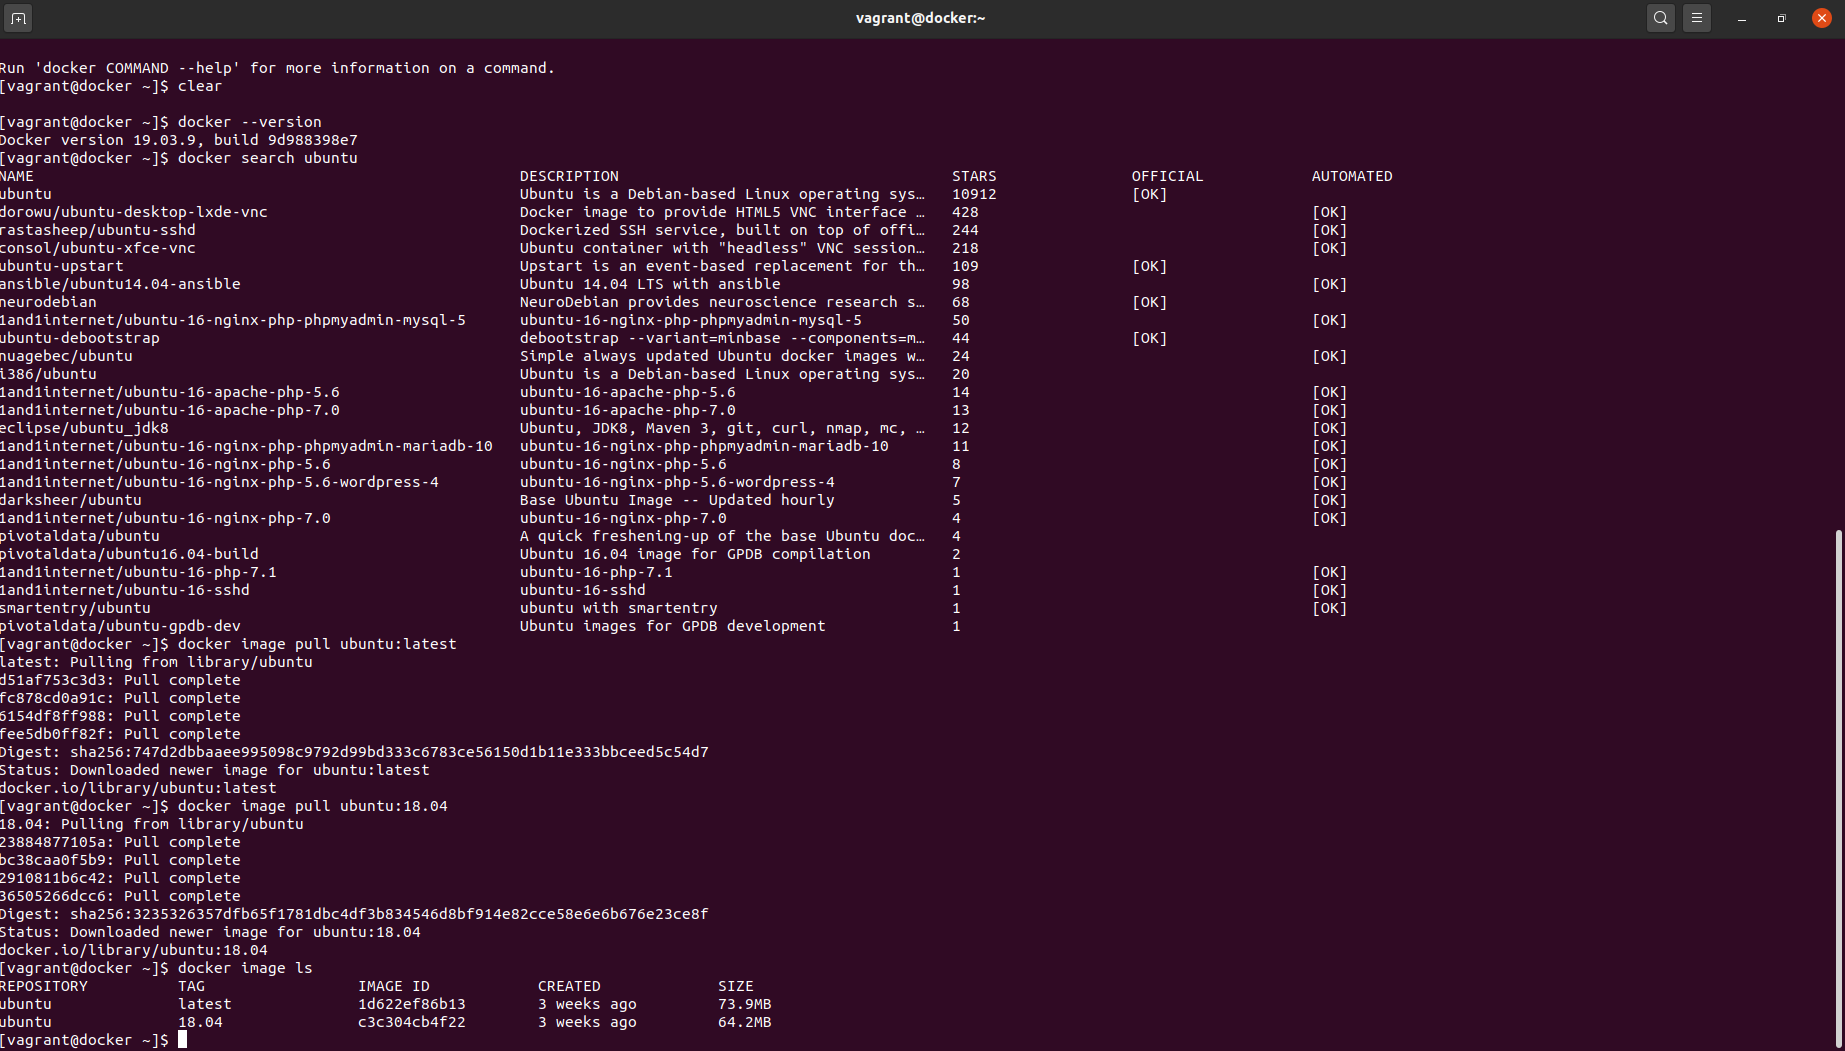 vagrant@docker:~
Run 'docker COMMAND --help' for more information on a command.
[vagrant@docker ~]$ clear
[vagrant@docker ~]$ docker --version
Docker version 19.03.9, build 9d988398e7
[vagrant@docker ~]$ docker search ubuntu
NAME DESCRIPTION STARS OFFICIAL AUTOMATED
ubuntu Ubuntu is a Debian-based Linux operating sys… 10912 [OK]
dorowu/ubuntu-desktop-lxde-vnc Docker image to provide HTML5 VNC interface … 428 [OK]
rastasheep/ubuntu-sshd Dockerized SSH service, built on top of offi… 244 [OK]
consol/ubuntu-xfce-vnc Ubuntu container with "headless" VNC session… 218 [OK]
ubuntu-upstart Upstart is an event-based replacement for th… 109 [OK]
ansible/ubuntu14.04-ansible Ubuntu 14.04 LTS with ansible 98 [OK]
neurodebian NeuroDebian provides neuroscience research s… 68 [OK]
1and1internet/ubuntu-16-nginx-php-phpmyadmin-mysql-5 ubuntu-16-nginx-php-phpmyadmin-mysql-5 50 [OK]
ubuntu-debootstrap debootstrap --variant=minbase --components=m… 44 [OK]
nuagebec/ubuntu Simple always updated Ubuntu docker images w… 24 [OK]
i386/ubuntu Ubuntu is a Debian-based Linux operating sys… 20
1and1internet/ubuntu-16-apache-php-5.6 ubuntu-16-apache-php-5.6 14 [OK]
1and1internet/ubuntu-16-apache-php-7.0 ubuntu-16-apache-php-7.0 13 [OK]
eclipse/ubuntu_jdk8 Ubuntu, JDK8, Maven 3, git, curl, nmap, mc, … 12 [OK]
1and1internet/ubuntu-16-nginx-php-phpmyadmin-mariadb-10 ubuntu-16-nginx-php-phpmyadmin-mariadb-10 11 [OK]
1and1internet/ubuntu-16-nginx-php-5.6 ubuntu-16-nginx-php-5.6 8 [OK]
1and1internet/ubuntu-16-nginx-php-5.6-wordpress-4 ubuntu-16-nginx-php-5.6-wordpress-4 7 [OK]
darksheer/ubuntu Base Ubuntu Image -- Updated hourly 5 [OK]
1and1internet/ubuntu-16-nginx-php-7.0 ubuntu-16-nginx-php-7.0 4 [OK]
pivotaldata/ubuntu A quick freshening-up of the base Ubuntu doc… 4
pivotaldata/ubuntu16.04-build Ubuntu 16.04 image for GPDB compilation 2
1and1internet/ubuntu-16-php-7.1 ubuntu-16-php-7.1 1 [OK]
1and1internet/ubuntu-16-sshd ubuntu-16-sshd 1 [OK]
smartentry/ubuntu ubuntu with smartentry 1 [OK]
pivotaldata/ubuntu-gpdb-dev Ubuntu images for GPDB development 1
[vagrant@docker ~]$ docker image pull ubuntu:latest
latest: Pulling from library/ubuntu
d51af753c3d3: Pull complete
fc878cd0a91c: Pull complete
6154df8ff988: Pull complete
fee5db0ff82f: Pull complete
Digest: sha256:747d2dbbaaee995098c9792d99bd333c6783ce56150d1b11e333bbceed5c54d7
Status: Downloaded newer image for ubuntu:latest
docker.io/library/ubuntu:latest
[vagrant@docker ~]$ docker image pull ubuntu:18.04
18.04: Pulling from library/ubuntu
23884877105a: Pull complete
bc38caa0f5b9: Pull complete
2910811b6c42: Pull complete
36505266dcc6: Pull complete
Digest: sha256:3235326357dfb65f1781dbc4df3b834546d8bf914e82cce58e6e6b676e23ce8f
Status: Downloaded newer image for ubuntu:18.04
docker.io/library/ubuntu:18.04
[vagrant@docker ~]$ docker image ls
REPOSITORY TAG IMAGE ID CREATED SIZE
ubuntu latest 1d622ef86b13 3 weeks ago 73.9MB
ubuntu 18.04 c3c304cb4f22 3 weeks ago 64.2MB
[vagrant@docker ~]$